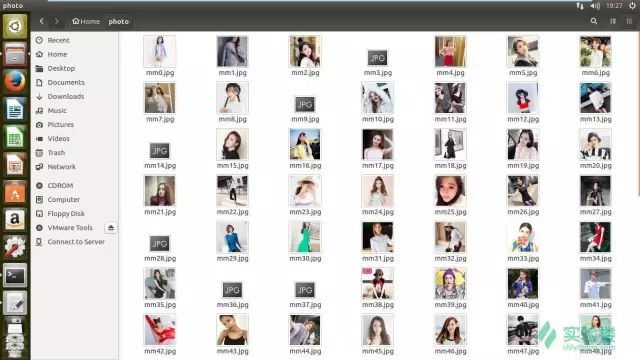 photo
19:27
Home
photo
Recent
Home
Desktop
Documents
Downloads
Music
Pictures
Videos
Trash
Network
CDROM
Computer
Floppy Disk
VMware Tools
Connect to Server
mm0.jpg mm1.jpg mm2.jpg mm3.jpg mm4.jpg mm5.jpg mm6.jpg
JPG
mm7.jpg mm8.jpg mm9.jpg mm10.jpg mm11.jpg mm12.jpg mm13.jpg
JPG
mm14.jpg mm15.jpg mm16.jpg mm17.jpg mm18.jpg mm19.jpg mm20.jpg
JPG
mm21.jpg mm22.jpg mm23.jpg mm24.jpg mm25.jpg mm26.jpg mm27.jpg
mm28.jpg mm29.jpg mm30.jpg mm31.jpg mm32.jpg mm33.jpg mm34.jpg
JPG
mm35.jpg mm36.jpg mm37.jpg mm38.jpg mm39.jpg mm40.jpg mm41.jpg
JPG JPG
mm42.jpg mm43.jpg mm44.jpg mm45.jpg mm46.jpg mm47.jpg
实验楼